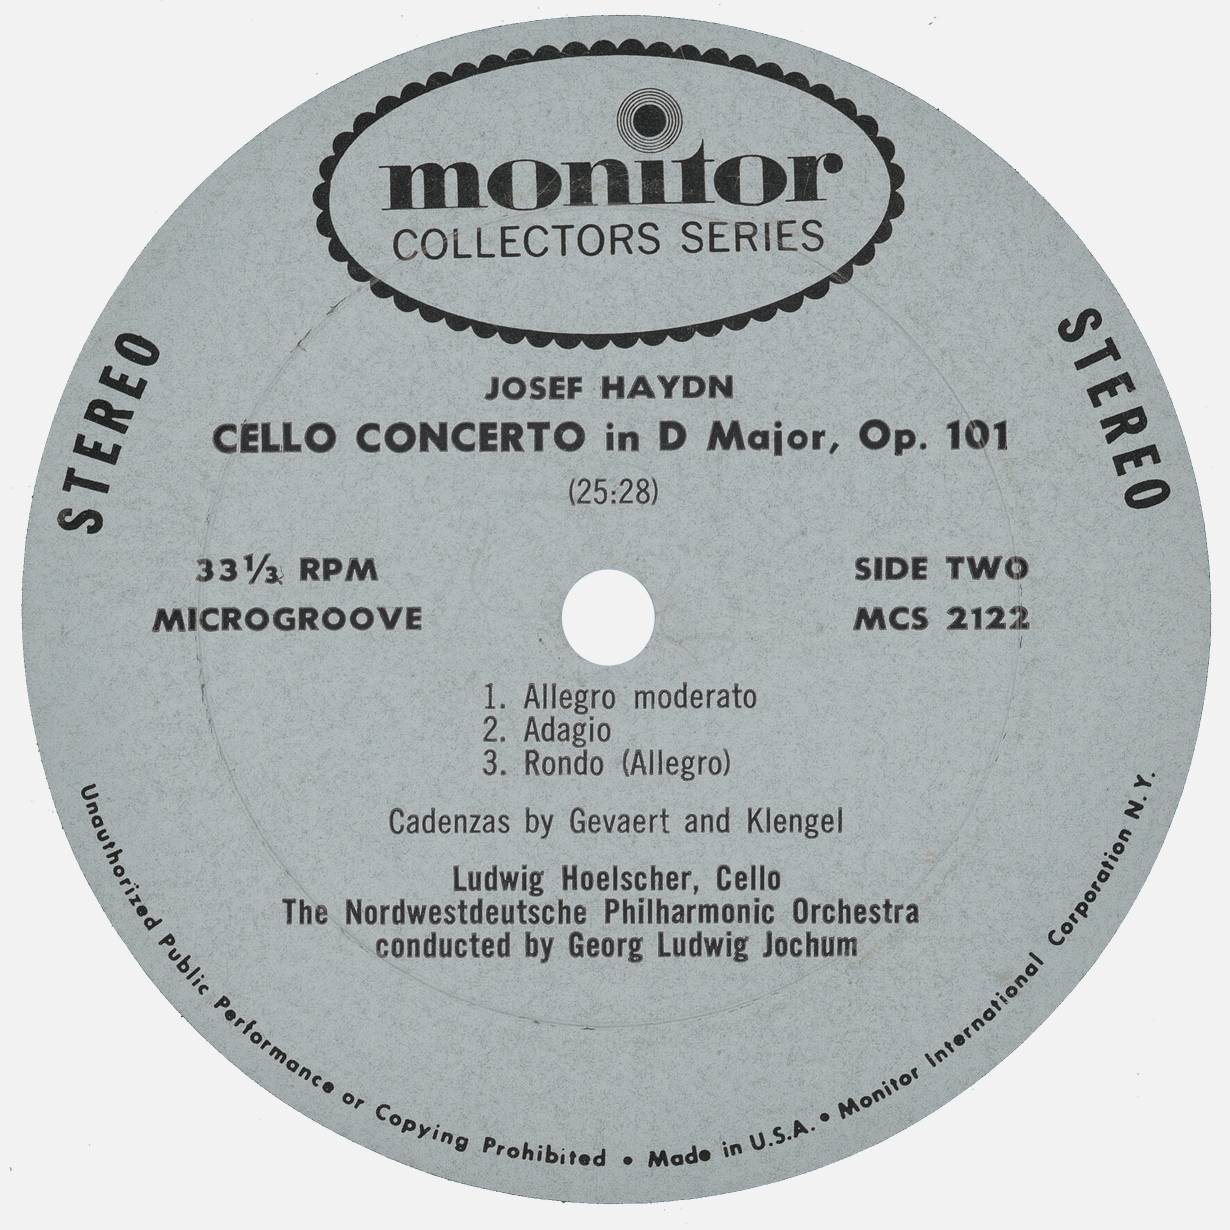 monitor
COLLECTORS SERIES
STEREO
STEREO
JOSEF HAYDN
CELLO CONCERTO in D Major, Op. 101
(25:28)
33 1/3 RPM
MICROGROOVE
SIDE TWO
MCS 2122
1. Allegro moderato
2. Adagio
3. Rondo (Allegro)
Cadenzas by Gevaert and Klengel
Ludwig Hoelscher, Cello
The Nordwestdeutsche Philharmonic Orchestra
conducted by Georg Ludwig Jochum
Unauthorized Public Performance or Copying Prohibited • Made in U.S.A. • Monitor International Corporation N.Y.